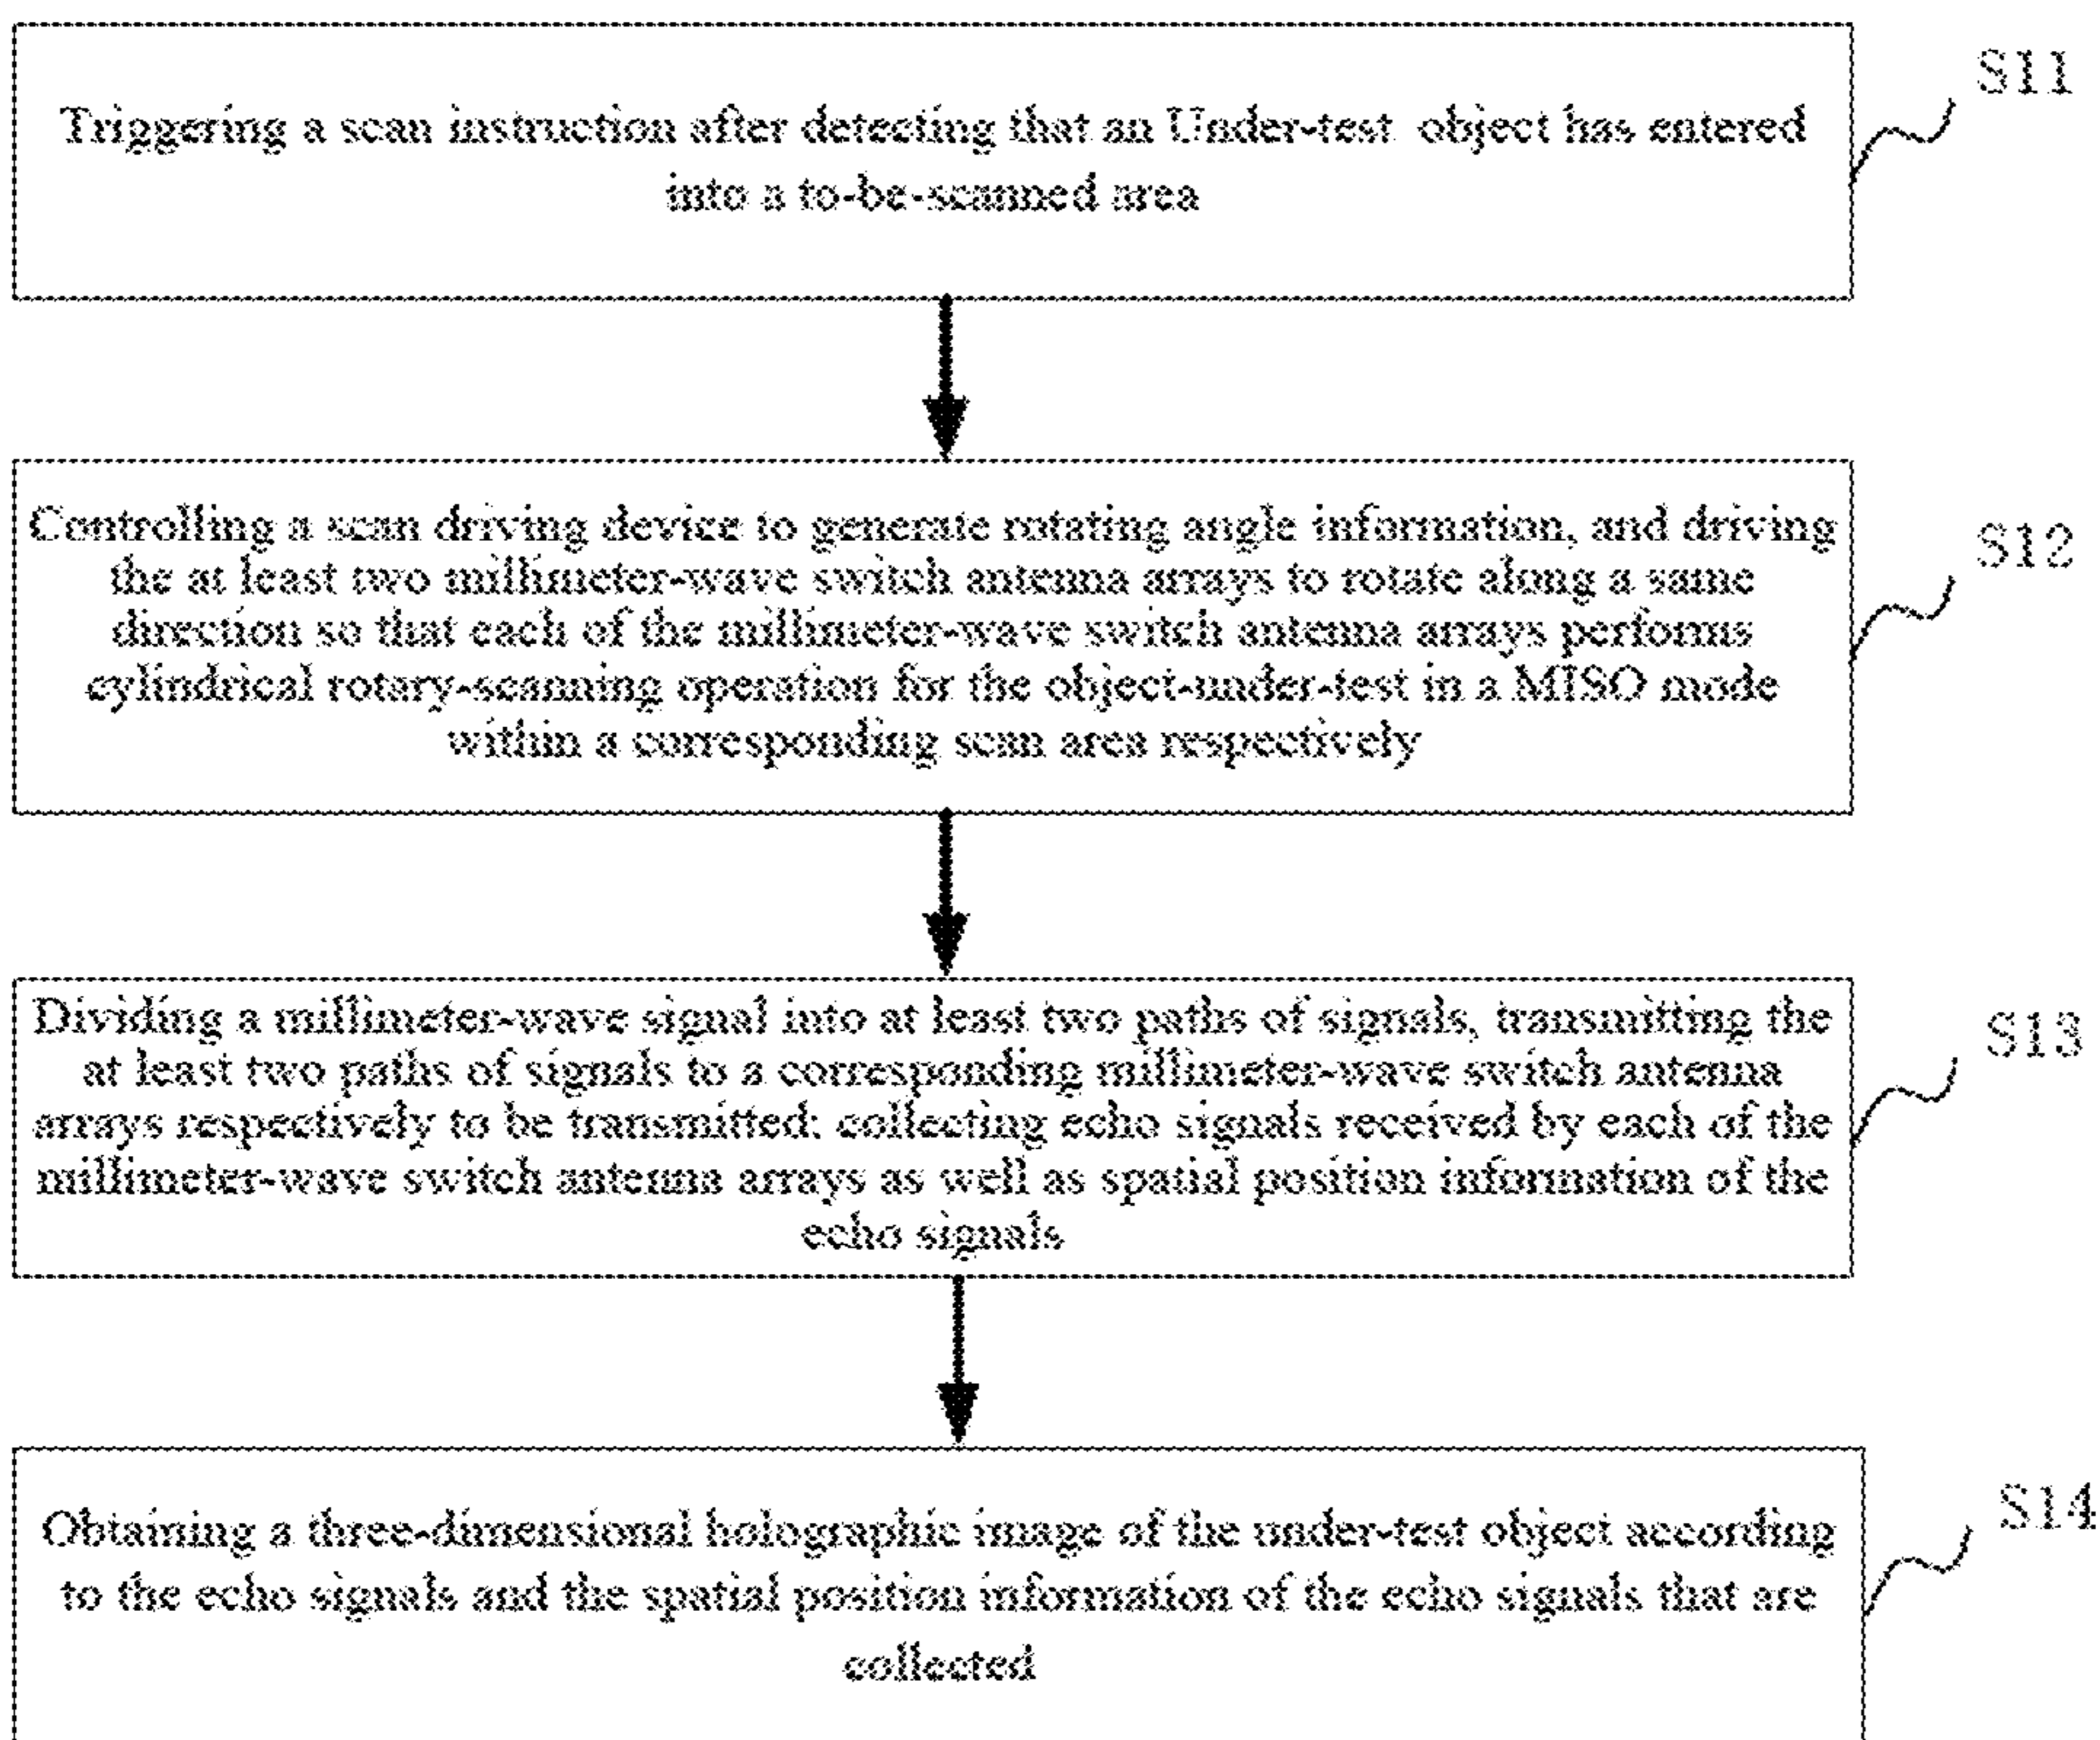 S11
Triggering a scan instruction after detecting that an Under-test object has entered
into a to-be-scanned area
S12
Controlling a scan driving device to generate rotating angle information, and driving
the at least two millimeter-wave switch antenna arrays to rotate along a same
direction so that each of the millimeter-wave switch antenna arrays performs
cylindrical rotary-scanning operation for the object-under-test in a MISO mode
within a corresponding scan area respectively
S13
Dividing a millimeter-wave signal into at least two paths of signals, transmitting the
at least two paths of signals to a corresponding millimeter-wave switch antenna
arrays respectively to be transmitted; collecting echo signals received by each of the
millimeter-wave switch antenna arrays as well as spatial position information of the
echo signals
S14
Obtaining a three-dimensional holographic image of the under-test object according
to the echo signals and the spatial position information of the echo signals that are
collected